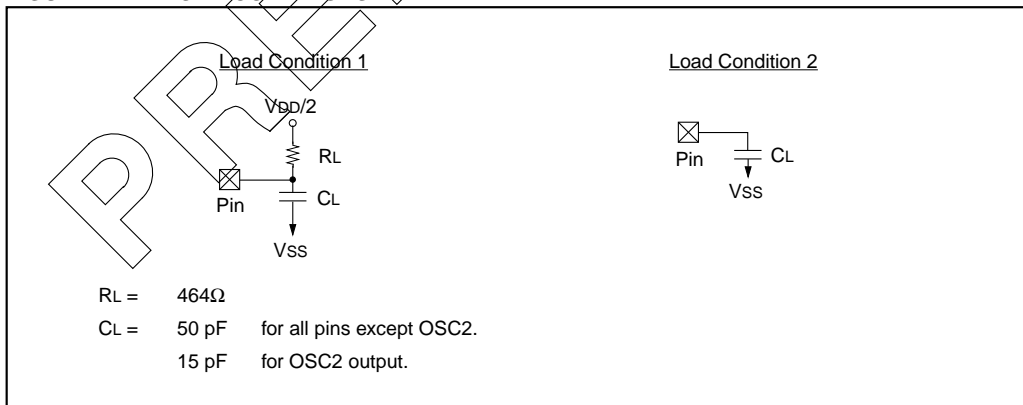 Load Condition 1
VDD/2
RL
Pin
CL
VSS
Load Condition 2
Pin
CL
VSS
RL = 464Ω
CL = 50 pF for all pins except OSC2.
15 pF for OSC2 output.